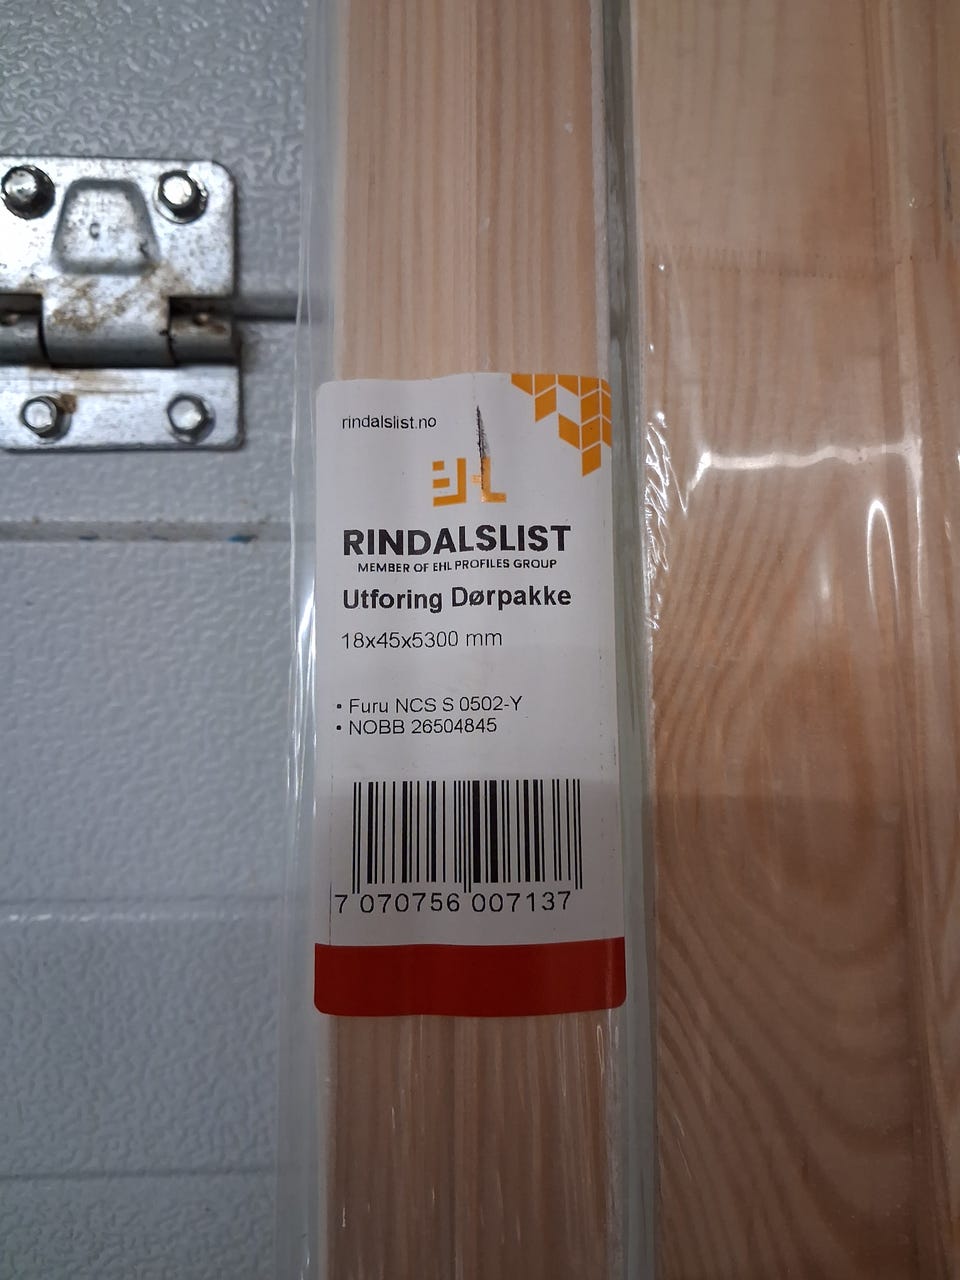 rindalslist.no
EHL
RINDALSLIST
MEMBER OF EHL PROFILES GROUP
Utforing Dørpakke
18x45x5300 mm
• Furu NCS S 0502-Y
• NOBB 26504845
7 070756 007137